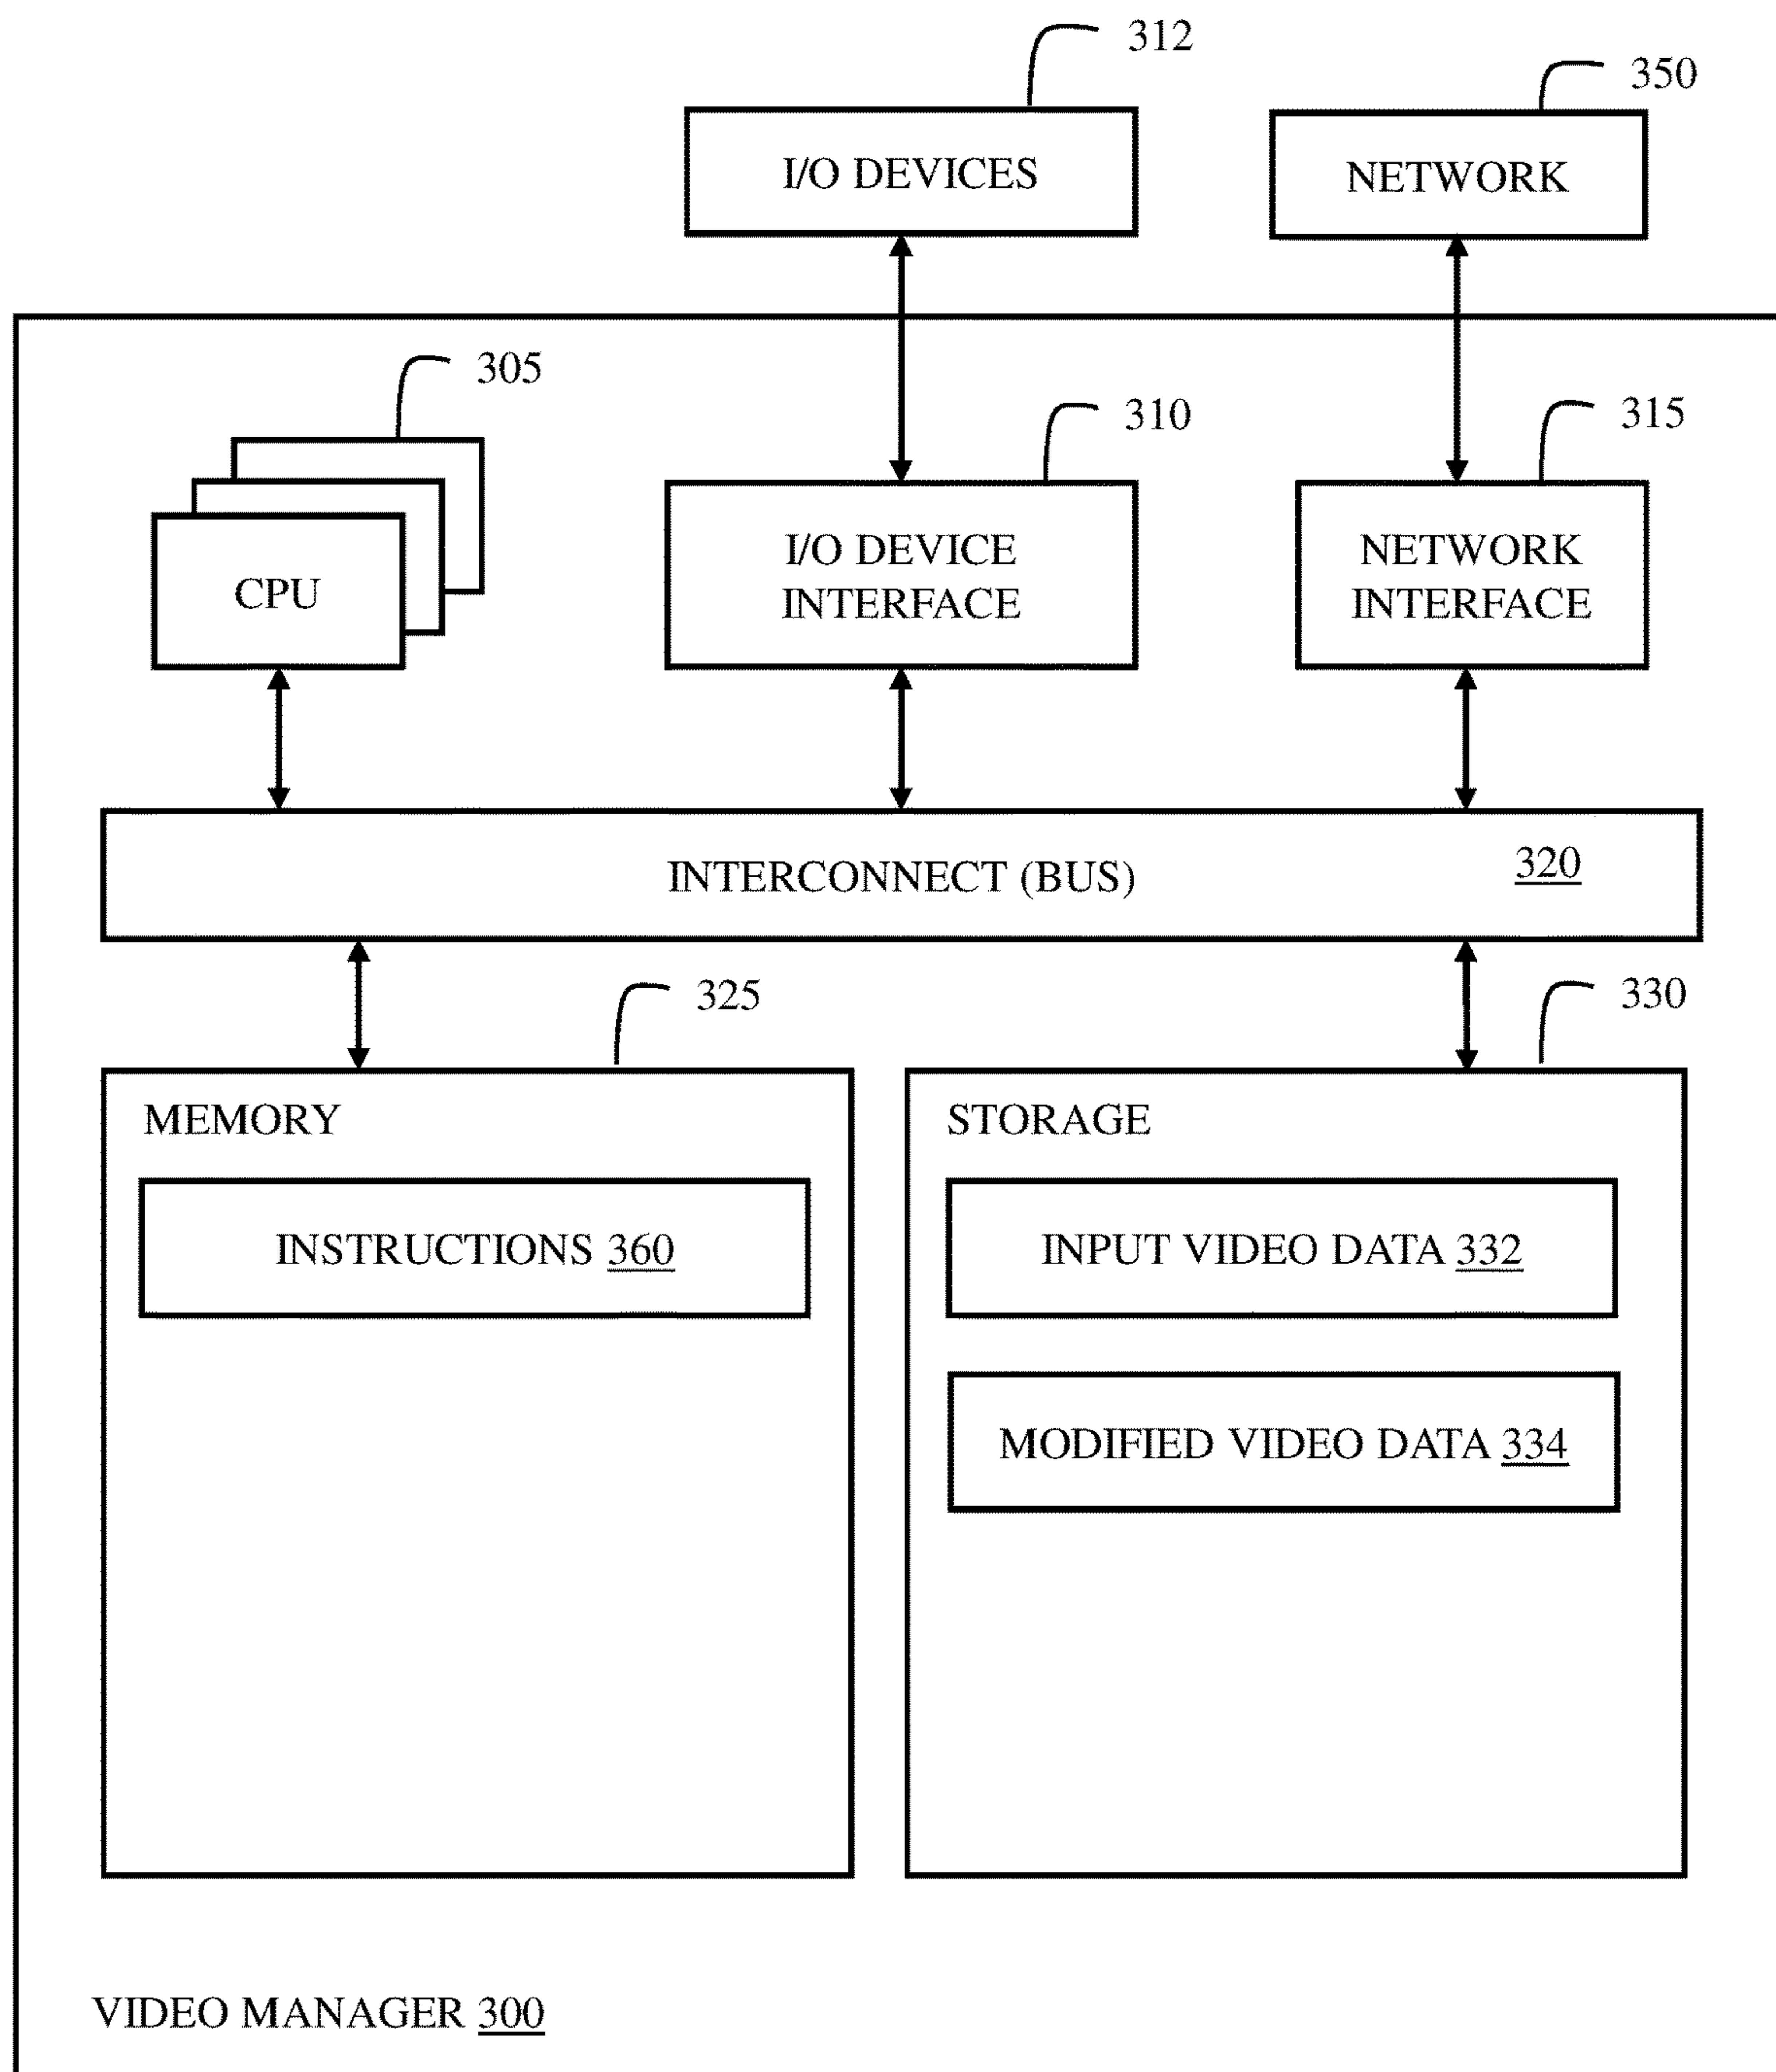 312
350
I/O DEVICES
NETWORK
305
310
315
CPU
I/O DEVICE
INTERFACE
NETWORK
INTERFACE
INTERCONNECT (BUS)
320
325
330
MEMORY
STORAGE
INSTRUCTIONS 360
INPUT VIDEO DATA 332
MODIFIED VIDEO DATA 334
VIDEO MANAGER 300